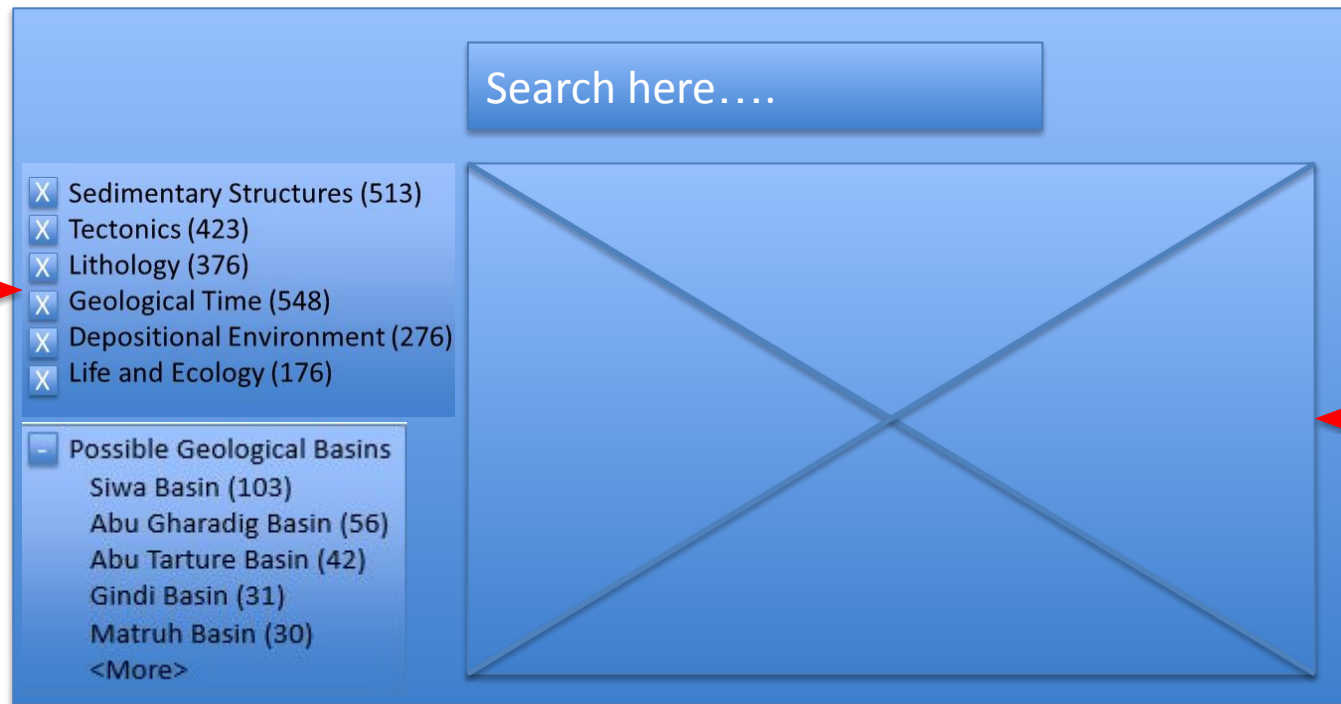 Search here....
X Sedimentary Structures (513)
X Tectonics (423)
X Lithology (376)
X Geological Time (548)
X Depositional Environment (276)
X Life and Ecology (176)
- Possible Geological Basins
Siwa Basin (103)
Abu Gharadig Basin (56)
Abu Tarture Basin (42)
Gindi Basin (31)
Matruh Basin (30)
<More>